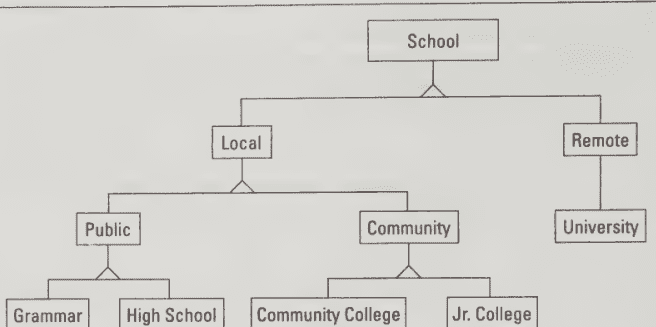 School
Local
Remote
Public
Community
University
Grammar
High School
Community College
Jr. College